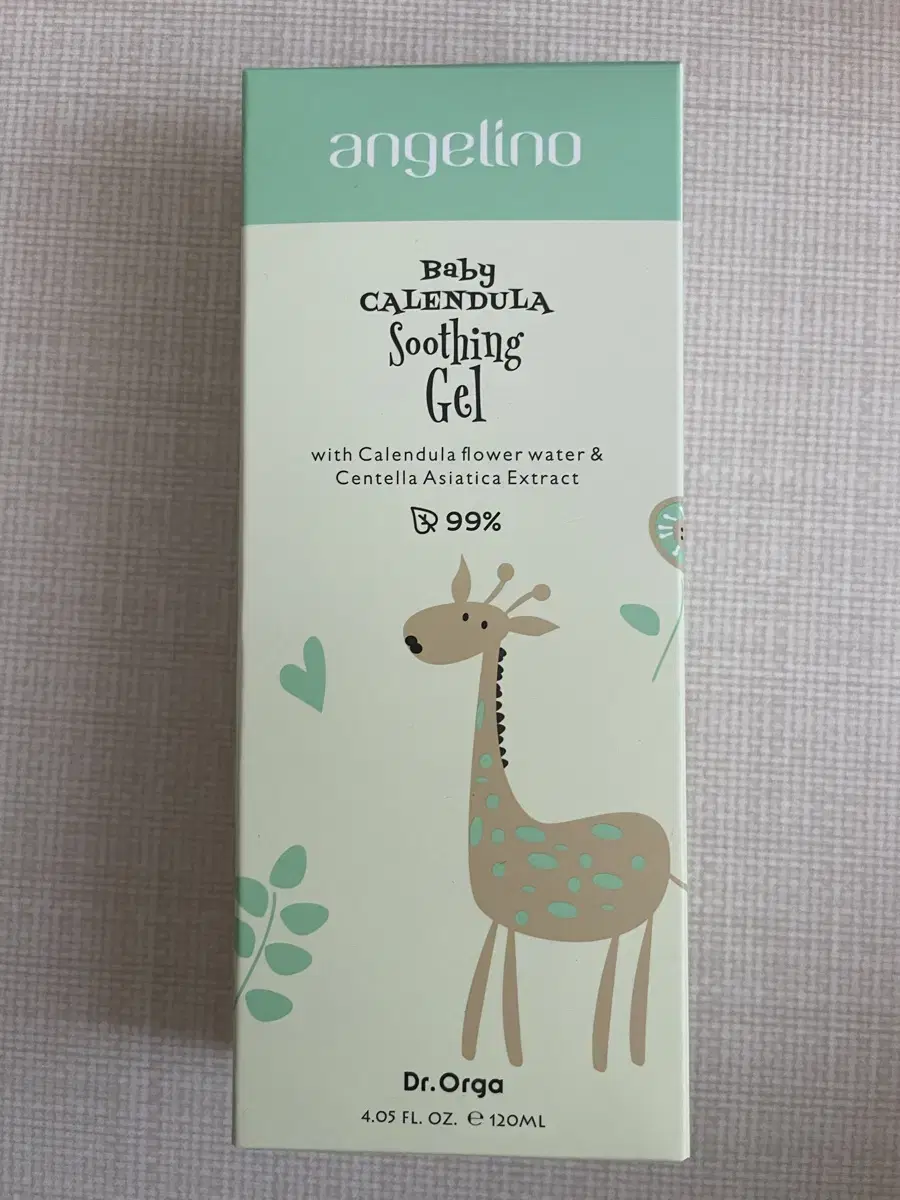 angelino
Baby
CALENDULA
Soothing
Gel
with Calendula flower water &
Centella Asiatica Extract
99%
Dr.Orga
4.05 FL. OZ. ℮ 120ML